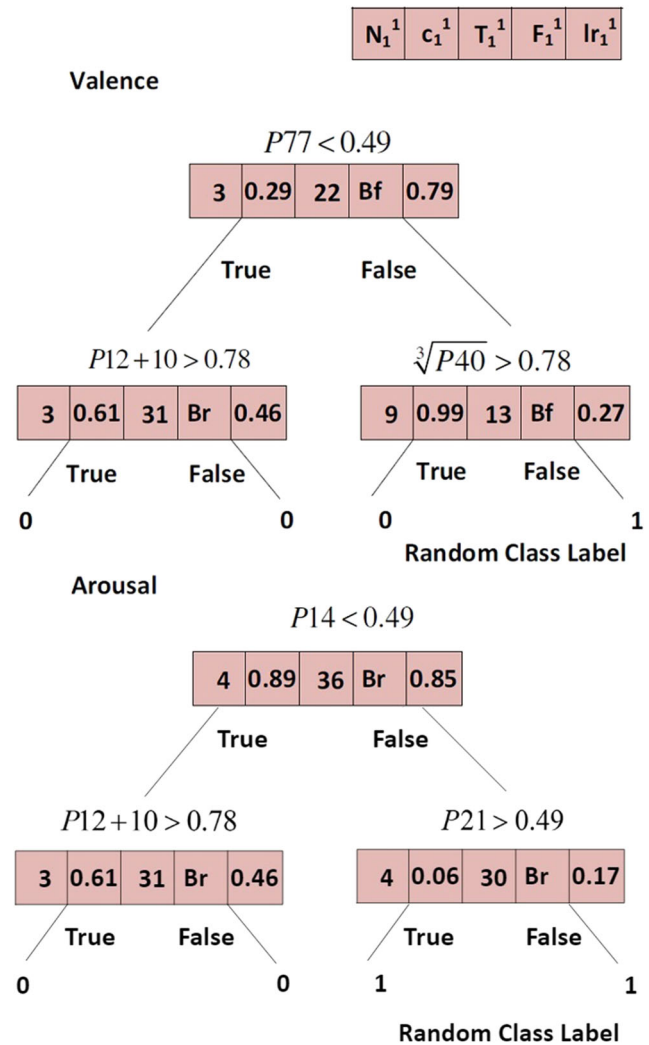 N₁¹ c₁¹ T₁¹ F₁¹ lr₁¹
Valence
P77 < 0.49
3 0.29 22 Bf 0.79
True False
P12+10 > 0.78 ∛P40 > 0.78
3 0.61 31 Br 0.46 9 0.99 13 Bf 0.27
True False True False
0 0 0 1
Random Class Label
Arousal
P14 < 0.49
4 0.89 36 Br 0.85
True False
P12+10 > 0.78 P21 > 0.49
3 0.61 31 Br 0.46 4 0.06 30 Br 0.17
True False True False
0 0 1 1
Random Class Label